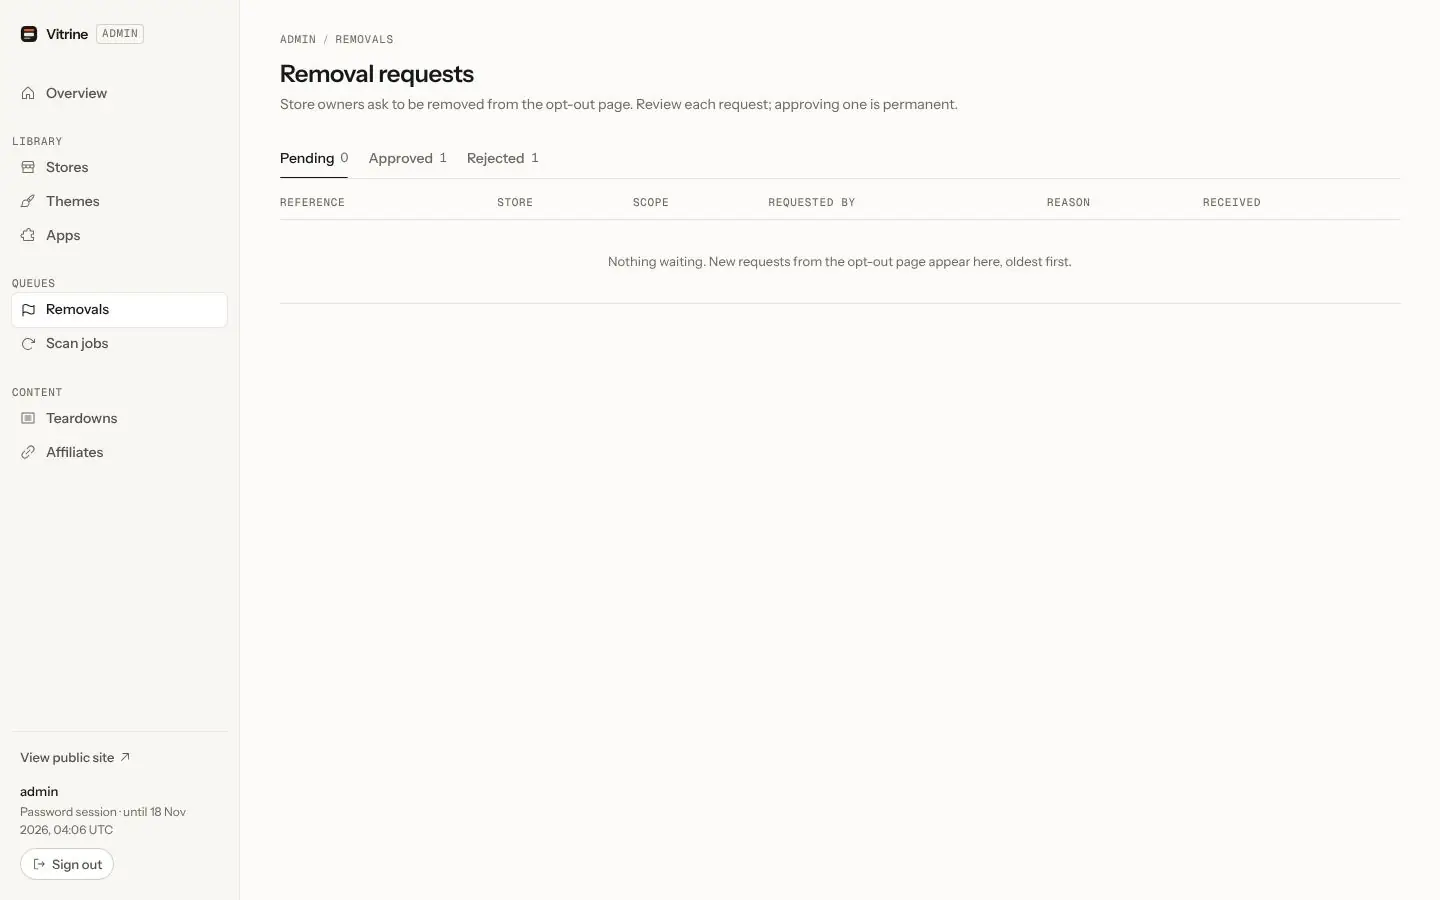 Vitrine ADMIN
Overview
LIBRARY
Stores
Themes
Apps
QUEUES
Removals
Scan jobs
CONTENT
Teardowns
Affiliates
View public site
admin
Password session · until 18 Nov
2026, 04:06 UTC
Sign out
ADMIN / REMOVALS
Removal requests
Store owners ask to be removed from the opt-out page. Review each request; approving one is permanent.
Pending 0 Approved 1 Rejected 1
REFERENCE STORE SCOPE REQUESTED BY REASON RECEIVED
Nothing waiting. New requests from the opt-out page appear here, oldest first.